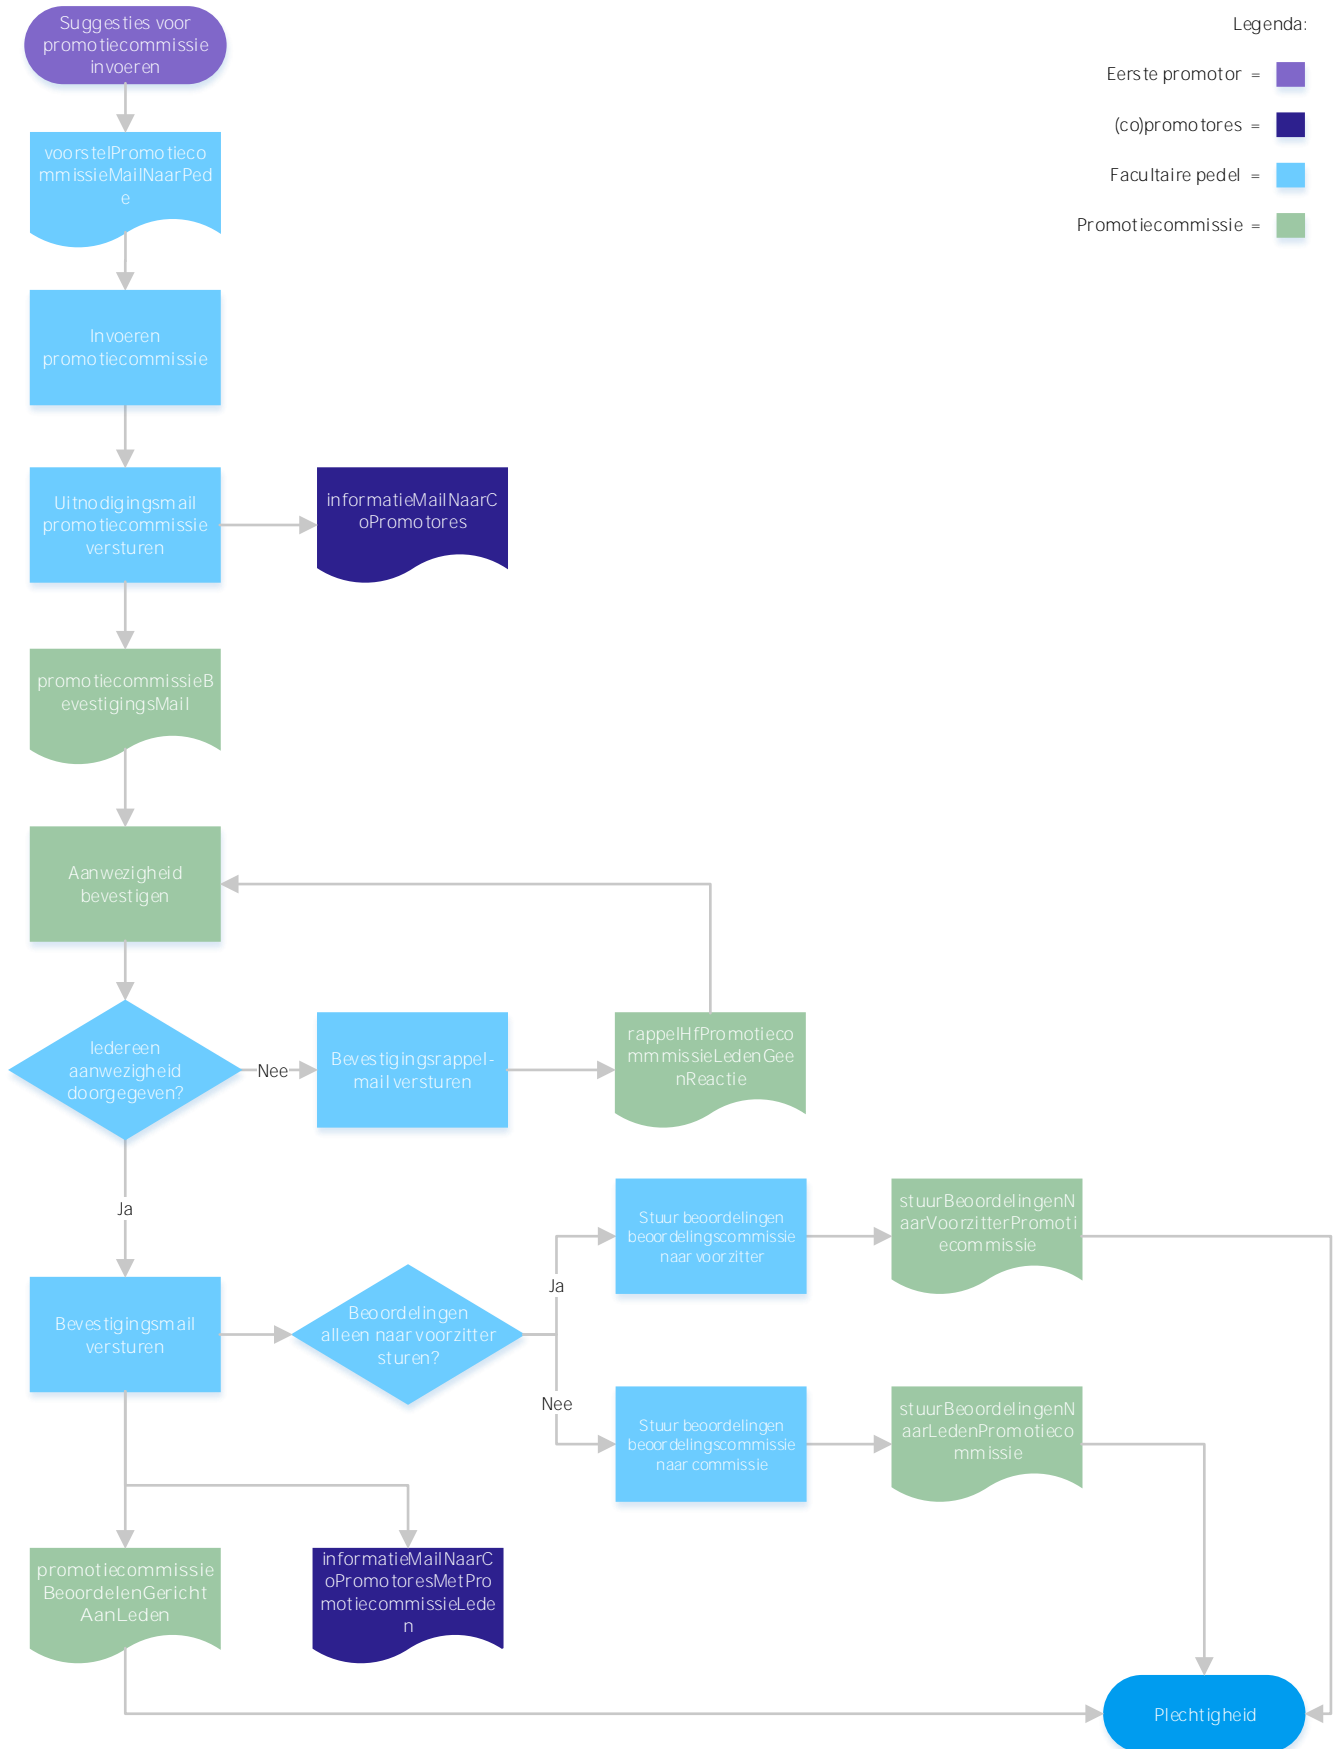 Suggesties voor
promotiecommissie
invoeren
Legenda:
Eerste promotor =
(co)promotores =
Facultaire pedel =
Promotiecommissie =
voorstelPromotieco
mmissieMailNaarPed
e
Invoeren
promotiecommissie
Uitnodigingsmail
promotiecommissie
versturen
informatieMailNaarC
oPromotores
promotiecommissieB
evestigingsMail
Aanwezigheid
bevestigen
Iedereen
aanwezigheid
doorgegeven?
Nee
Bevestigingsrappel-
mail versturen
rappelHfPromotieco
mmmissieLedenGee
nReactie
Ja
Bevestigingsmail
versturen
Beoordelingen
alleen naar voorzitter
sturen?
Ja
Stuur beoordelingen
beoordelingscommissie
naar voorzitter
stuurBeoordelingenN
aarVoorzitterPromoti
ecommissie
Nee
Stuur beoordelingen
beoordelingscommissie
naar commissie
stuurBeoordelingenN
aarLedenPromotieco
mmissie
promotiecommissie
BeoordelenGericht
AanLeden
informatieMailNaarC
oPromotoresMetPro
motiecommissieLede
n
Plechtigheid